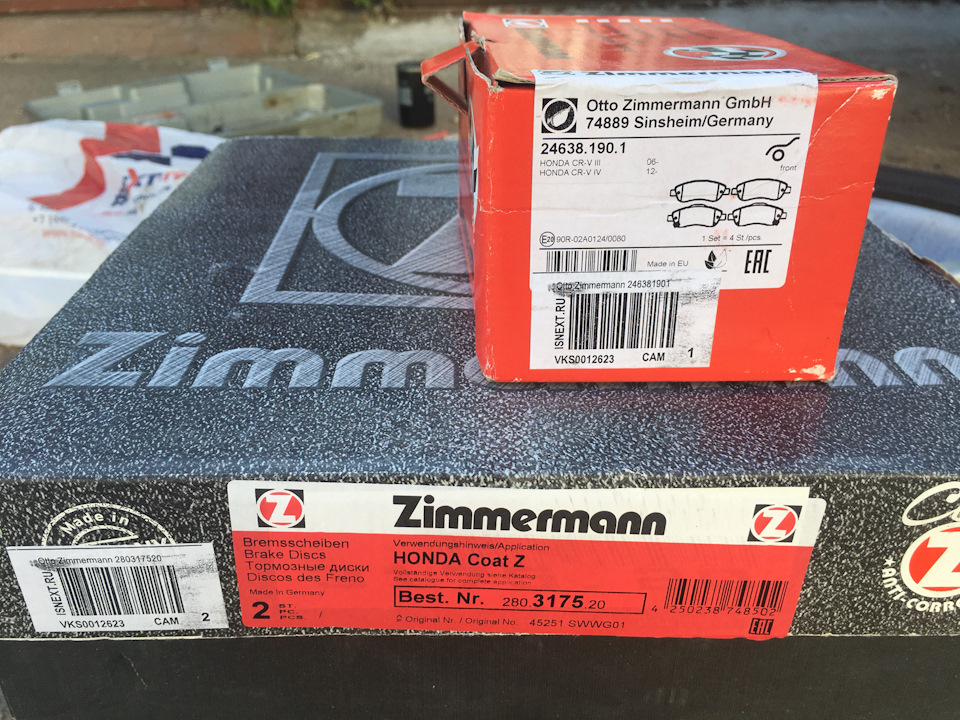 Zimmermann
Otto Zimmermann GmbH
74889 Sinsheim/Germany
24638.190.1
HONDA CR-V III 06-
HONDA CR-V IV 12-
front
E20 90R-02A0124/0080
1 Set = 4 St./pcs.
Made in EU
EAC
Otto Zimmermann 246381901
ISNEXT.RU
VKS0012623 CAM 1
Zimmermann
Made in
Otto Zimmermann 280317520
ISNEXT.RU
VKS0012623 CAM 2
Z
Zimmermann
Z
Bremsscheiben
Brake Discs
Тормозные диски
Discos des Freno
Made in Germany
2 ST.
PC.
PCS.
Verwendungshinweis/Application
HONDA Coat Z
Vollständige Verwendung siehe Katalog
See catalogue for complete application
Best. Nr. 280.3175.20
Original Nr. / Original No. 45251 SWWG01
4 250238 748502
EAC
Z
ANTI-CORRO